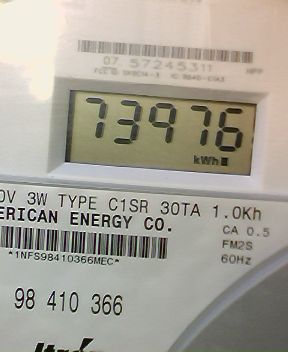 07 57245311
73976
kWh
0V 3W TYPE C1SR 30TA 1.0Kh
ERICAN ENERGY CO.
CA 0.5
FM2S
*1NFS98410366MEC*
60Hz
98 410 366